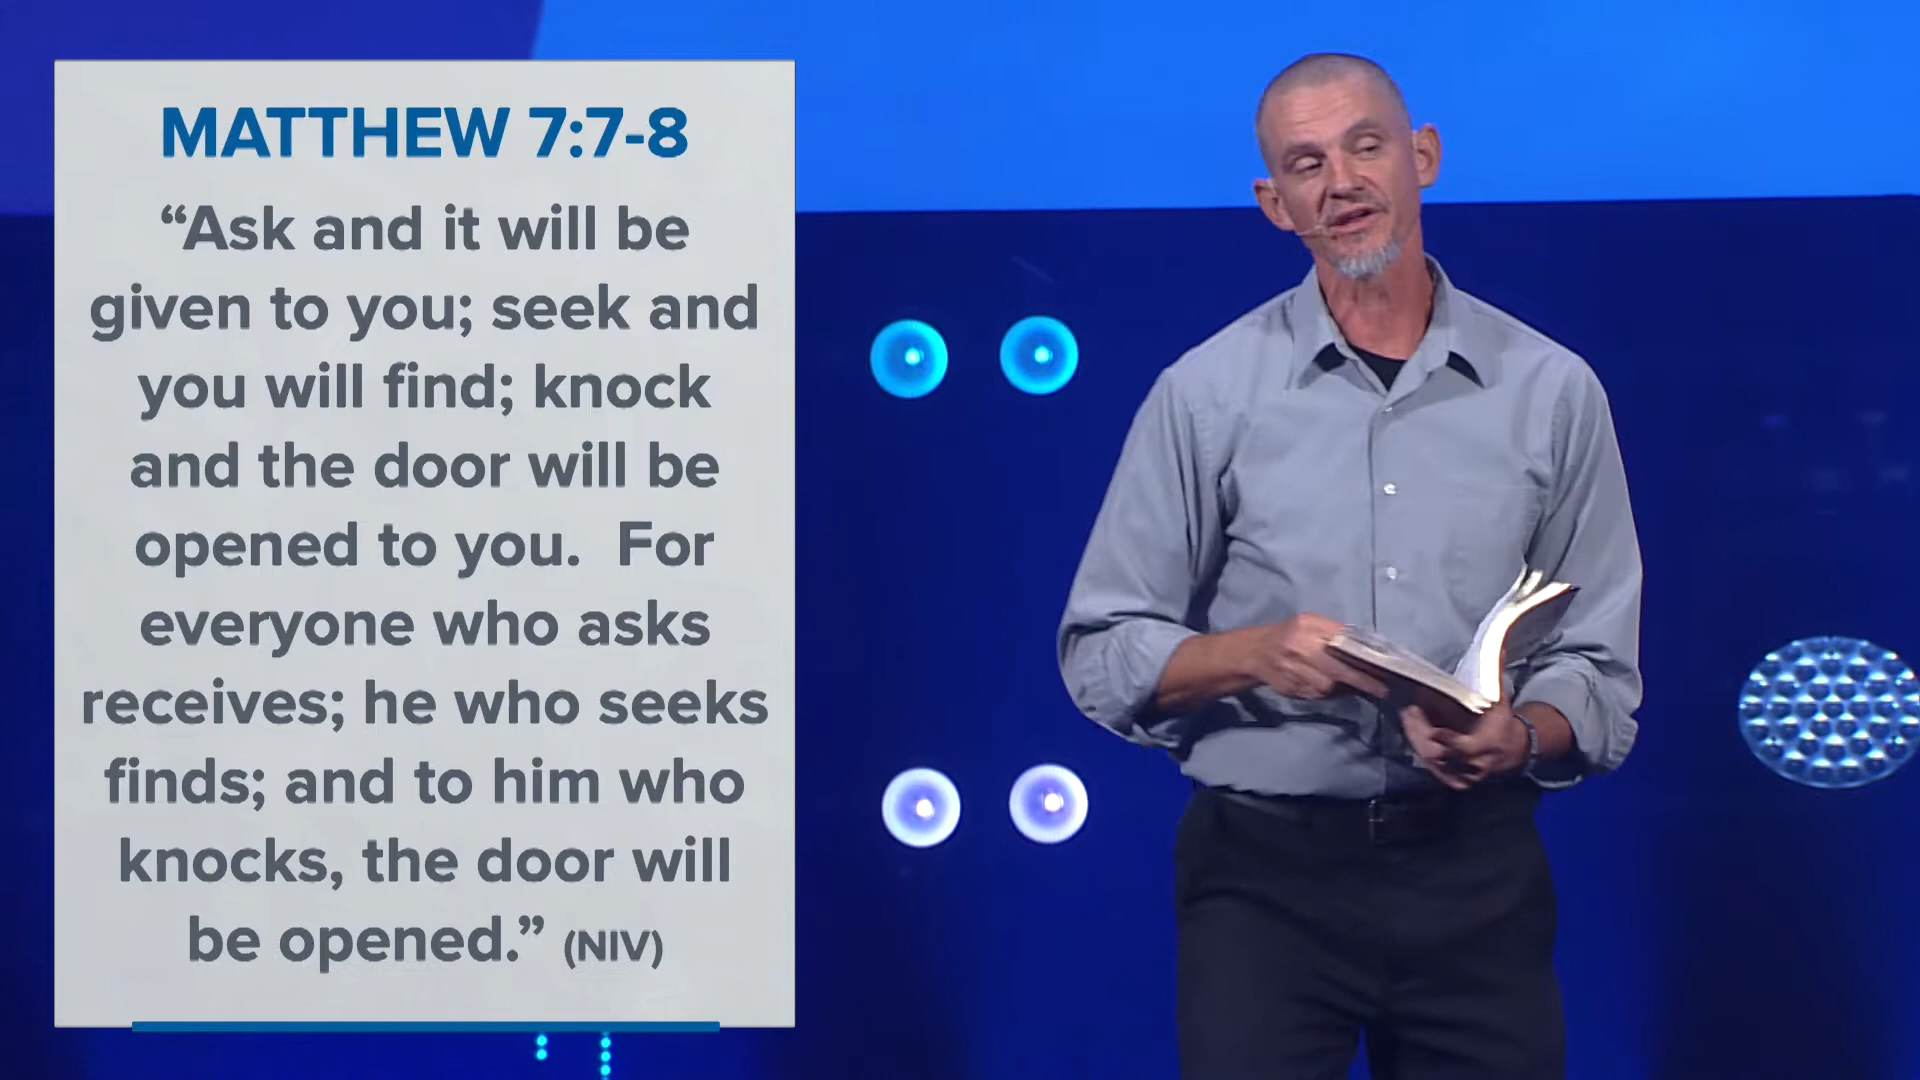 MATTHEW 7:7-8
“Ask and it will be
given to you; seek and
you will find; knock
and the door will be
opened to you.  For
everyone who asks
receives; he who seeks
finds; and to him who
knocks, the door will
be opened.” (NIV)